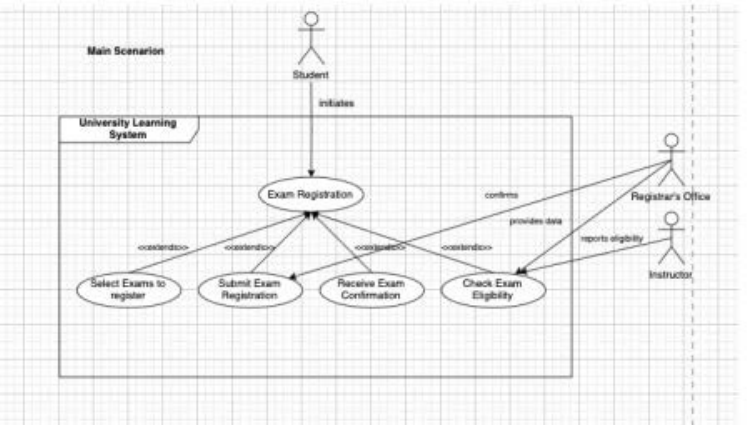 Main Scenarion
Student
initiates
University Learning
System
Exam Registration
confirms
Registrar's Office
provides data
reports eligibility
Instructor
<<extends>>
<<extends>>
<<extends>>
<<extends>>
Select Exams to
register
Submit Exam
Registration
Receive Exam
Confirmation
Check Exam
Eligibility